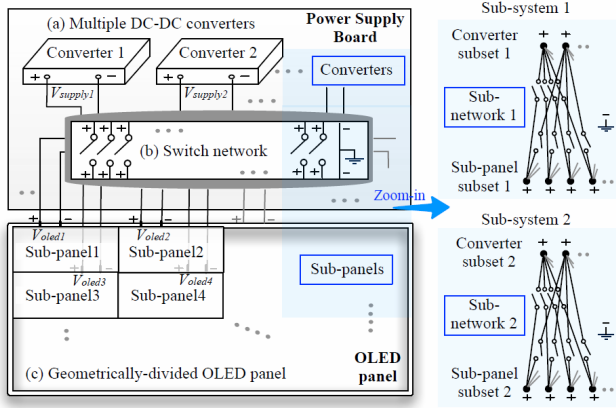 (a) Multiple DC-DC converters
Power Supply
Board
Converter 1
Converter 2
Converters
+ −
+ −
Vsupply1
Vsupply2
+ + +
+ + −
(b) Switch network
+ + +
+ + −
Voled1
Voled2
Sub-panel1
Sub-panel2
Voled3
Voled4
Sub-panel3
Sub-panel4
Sub-panels
(c) Geometrically-divided OLED panel
OLED
panel
Zoom-in
Sub-system 1
Converter
subset 1
+ +
Sub-
network 1
−
Sub-panel
subset 1
+ + + +
Sub-system 2
Converter
subset 2
+ +
Sub-
network 2
−
Sub-panel
subset 2
+ + + +